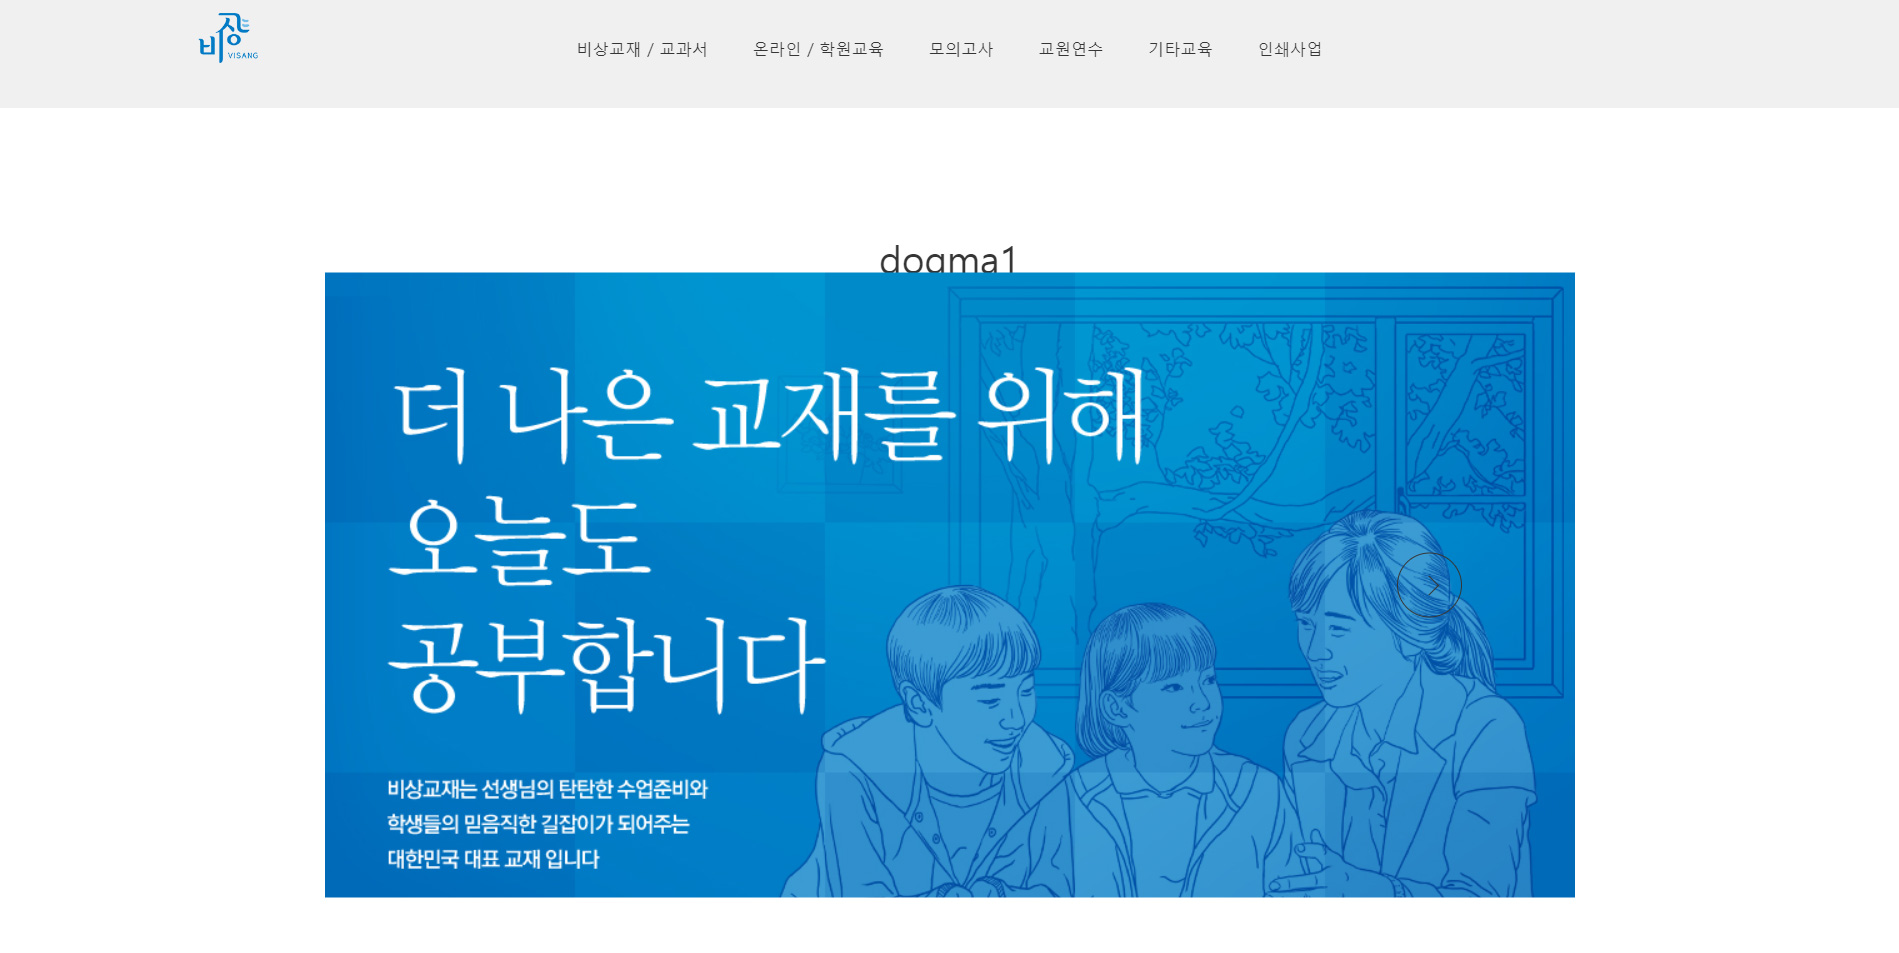 비상
VISANG
비상교재 / 교과서
온라인 / 학원교육
모의고사
교원연수
기타교육
인쇄사업
dogma1
더 나은 교재를 위해
오늘도
공부합니다
비상교재는 선생님의 탄탄한 수업준비와
학생들의 믿음직한 길잡이가 되어주는
대한민국 대표 교재 입니다